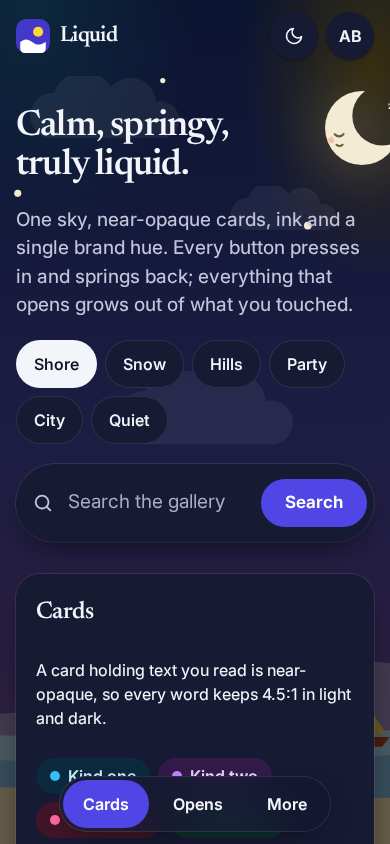 Liquid
AB
Calm, springy,
truly liquid.
One sky, near-opaque cards, ink and a
single brand hue. Every button presses
in and springs back; everything that
opens grows out of what you touched.
Shore Snow Hills Party
City Quiet
Search the gallery Search
Cards
A card holding text you read is near-
opaque, so every word keeps 4.5:1 in light
and dark.
Kind one Kind two
Cards Opens More